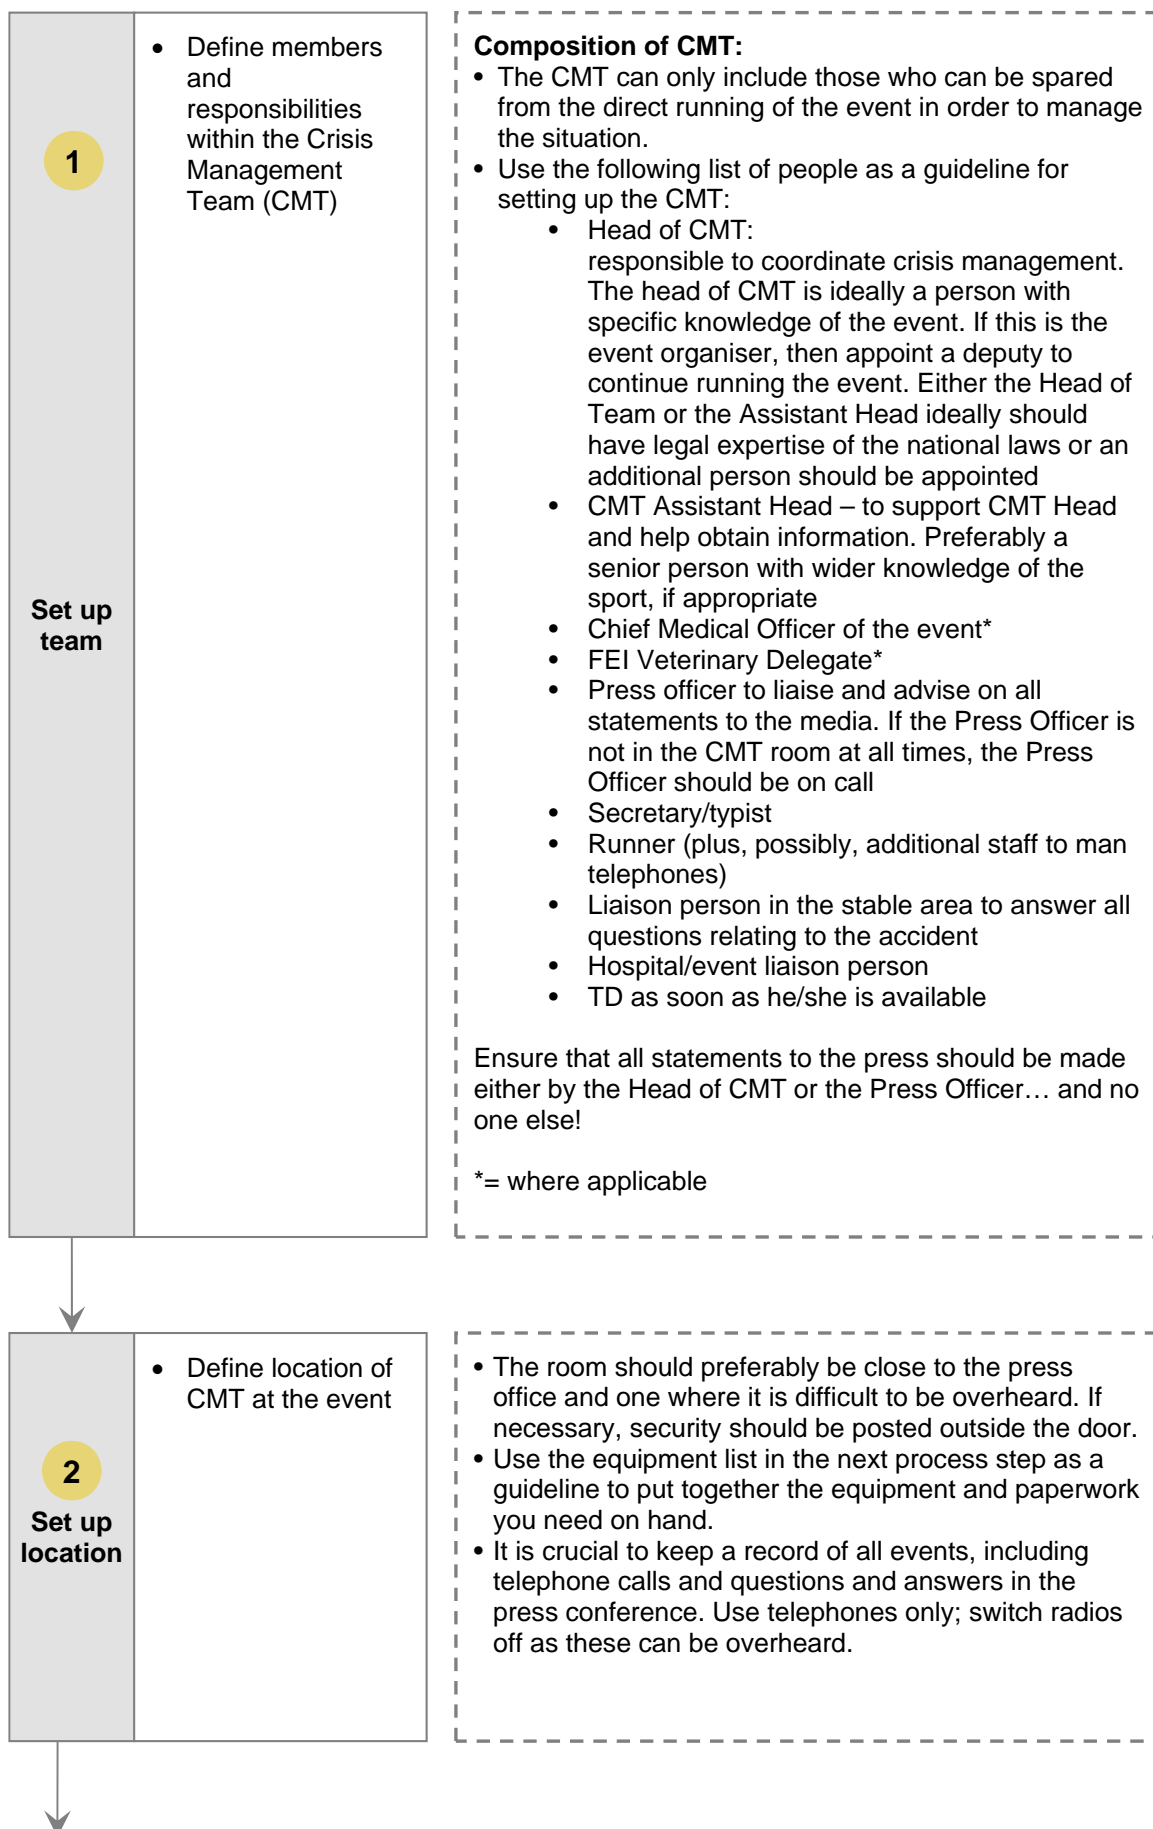 1
Set up
team
• Define members
and
responsibilities
within the Crisis
Management
Team (CMT)
Composition of CMT:
• The CMT can only include those who can be spared
from the direct running of the event in order to manage
the situation.
• Use the following list of people as a guideline for
setting up the CMT:
• Head of CMT:
responsible to coordinate crisis management.
The head of CMT is ideally a person with
specific knowledge of the event. If this is the
event organiser, then appoint a deputy to
continue running the event. Either the Head of
Team or the Assistant Head ideally should
have legal expertise of the national laws or an
additional person should be appointed
• CMT Assistant Head – to support CMT Head
and help obtain information. Preferably a
senior person with wider knowledge of the
sport, if appropriate
• Chief Medical Officer of the event*
• FEI Veterinary Delegate*
• Press officer to liaise and advise on all
statements to the media. If the Press Officer is
not in the CMT room at all times, the Press
Officer should be on call
• Secretary/typist
• Runner (plus, possibly, additional staff to man
telephones)
• Liaison person in the stable area to answer all
questions relating to the accident
• Hospital/event liaison person
• TD as soon as he/she is available
Ensure that all statements to the press should be made
either by the Head of CMT or the Press Officer… and no
one else!
*= where applicable
2
Set up
location
• Define location of
CMT at the event
• The room should preferably be close to the press
office and one where it is difficult to be overheard. If
necessary, security should be posted outside the door.
• Use the equipment list in the next process step as a
guideline to put together the equipment and paperwork
you need on hand.
• It is crucial to keep a record of all events, including
telephone calls and questions and answers in the
press conference. Use telephones only; switch radios
off as these can be overheard.